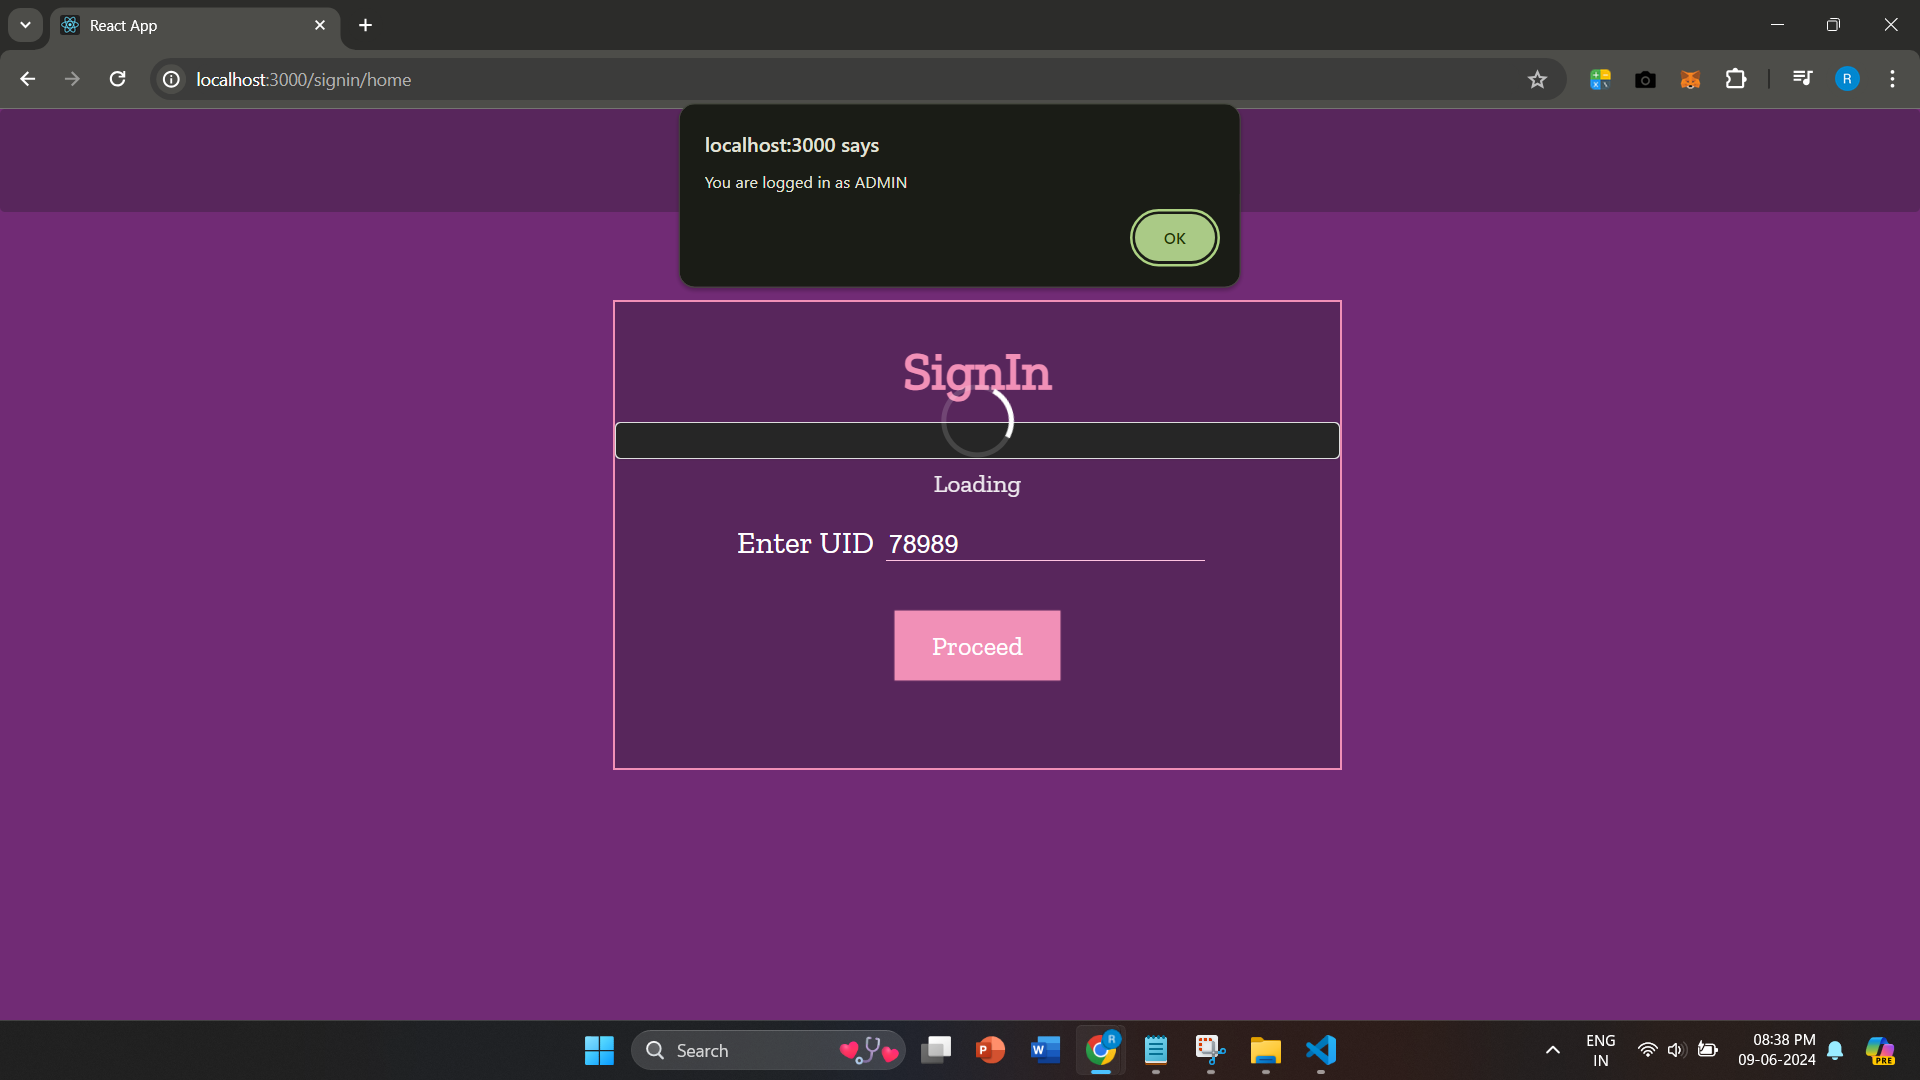 React App
localhost:3000/signin/home
R
localhost:3000 says
You are logged in as ADMIN
OK
SignIn
Loading
Enter UID 78989
Proceed
Search
P
W
R
ENG
IN
08:38 PM
09-06-2024
PRE